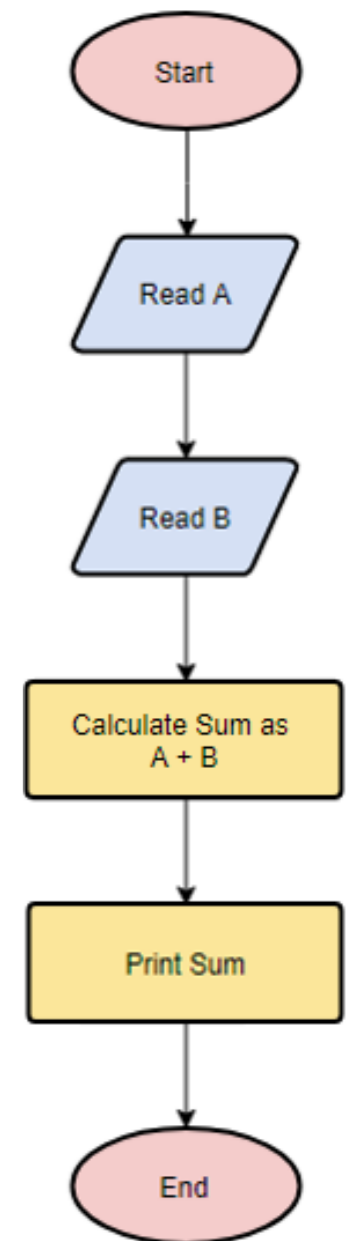 Start
Read A
Read B
Calculate Sum as
A + B
Print Sum
End